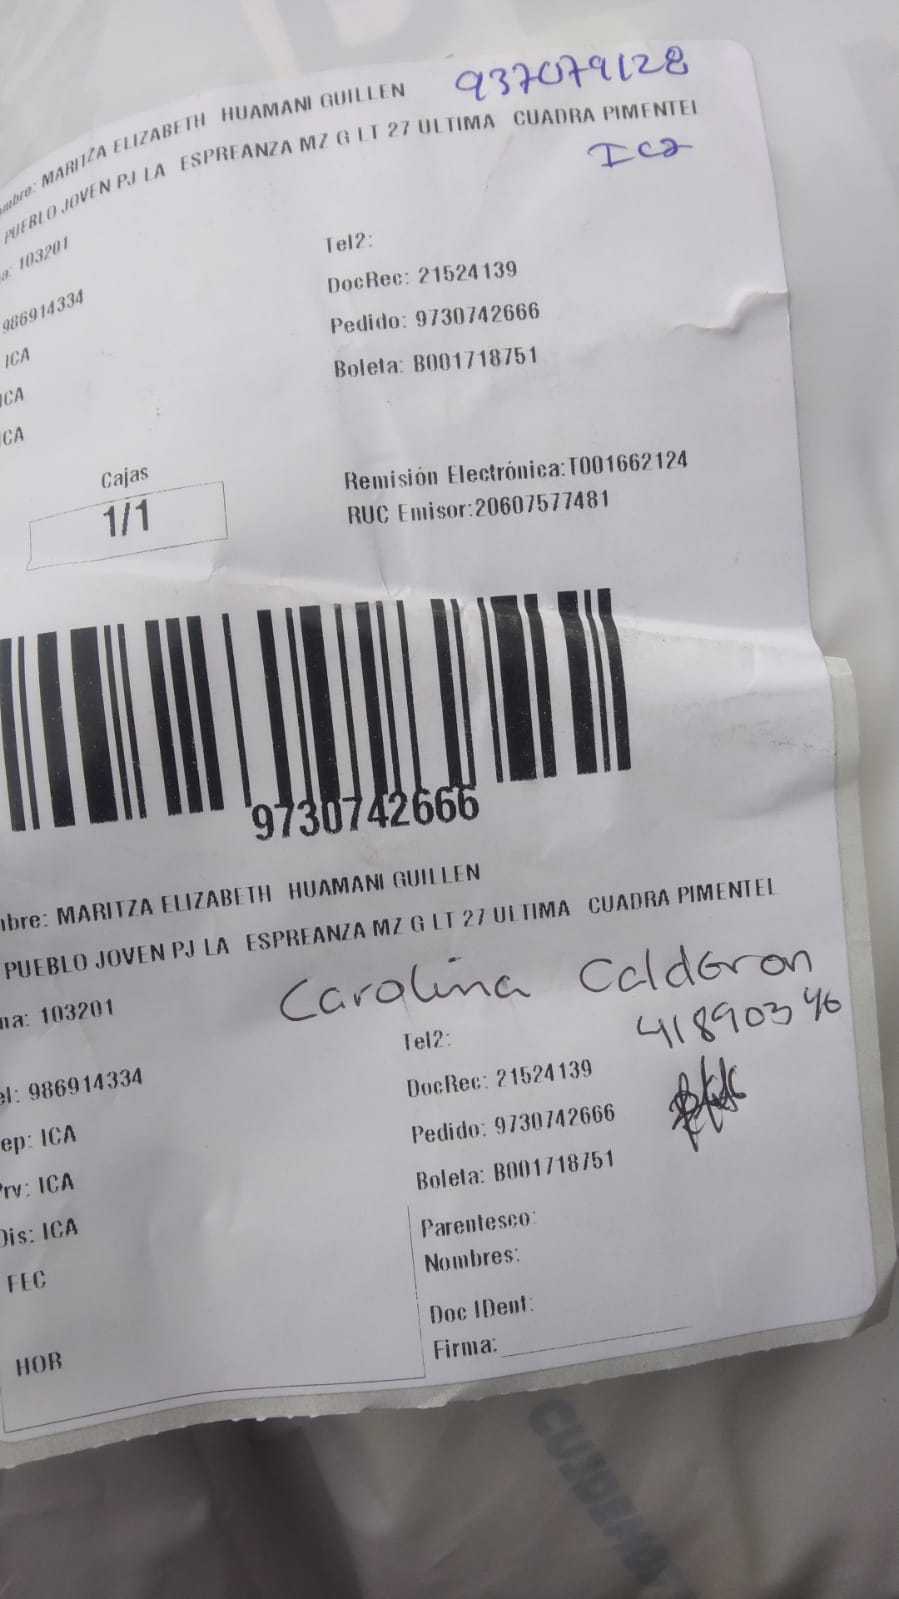 mbre: MARITZA ELIZABETH HUAMANI GUILLEN 937079128
PUEBLO JOVEN PJ LA ESPREANZA MZ G LT 27 ULTIMA CUADRA PIMENTEL
Ica
a: 103201
Tel2:
986914334
DocRec: 21524139
ICA
Pedido: 9730742666
ICA
Boleta: B001718751
CA
Cajas
1/1
Remisión Electrónica:T001662124
RUC Emisor:20607577481
9730742666
mbre: MARITZA ELIZABETH HUAMANI GUILLEN
PUEBLO JOVEN PJ LA ESPREANZA MZ G LT 27 ULTIMA CUADRA PIMENTEL
na: 103201
Carolina Calderon
41890346
Tel2:
el: 986914334
DocRec: 21524139
ep: ICA
Pedido: 9730742666
rv: ICA
Boleta: B001718751
Dis: ICA
Parentesco:
FEC
Nombres:
Doc IDent:
HOR
Firma: